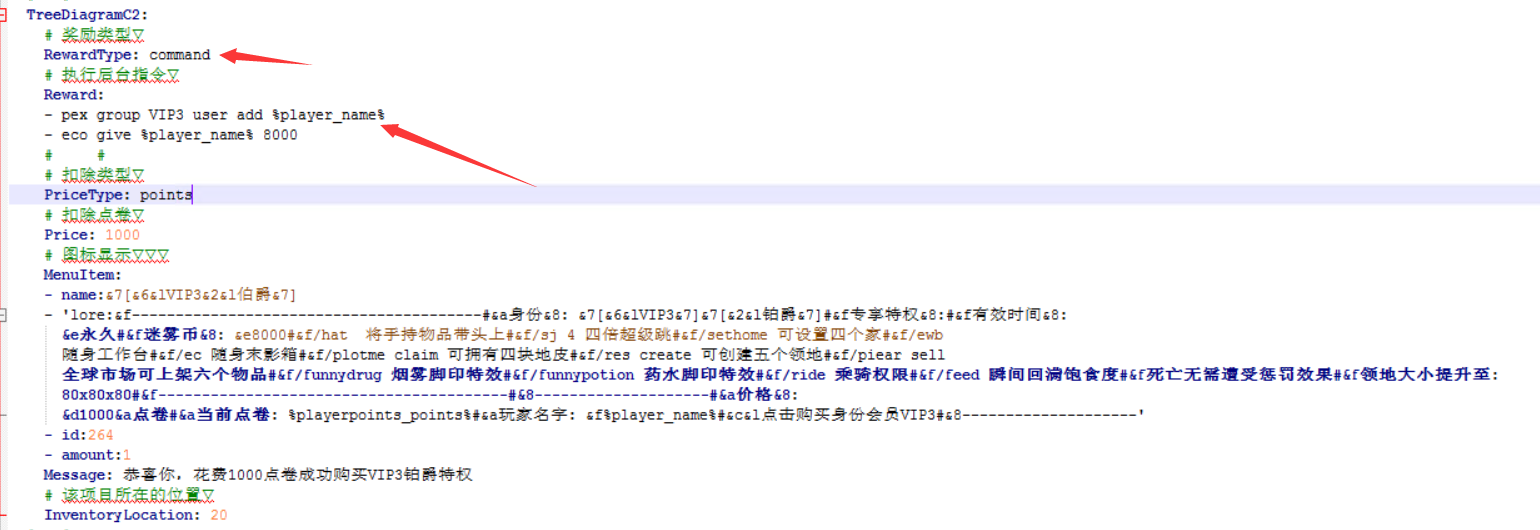 TreeDiagramC2:
# 奖励类型▽
RewardType: command
# 执行后台指令▽
Reward:
- pex group VIP3 user add %player_name%
- eco give %player_name% 8000
# #
# 扣除类型▽
PriceType: points
# 扣除点卷▽
Price: 1000
# 图标显示▽▽▽
MenuItem:
- name:&7[&6&lVIP3&2&l伯爵&7]
- 'lore:&f-----------------------------------#&a身份&8: &7[&6&lVIP3&7]&7[&2&l铂爵&7]#&f专享特权&8:#&f有效时间&8:
&e永久#&f迷雾币&8: &e8000#&f/hat 将手持物品带头上#&f/sj 4 四倍超级跳#&f/sethome 可设置四个家#&f/ewb
随身工作台#&f/ec 随身末影箱#&f/plotme claim 可拥有四块地皮#&f/res create 可创建五个领地#&f/piear sell
全球市场可上架六个物品#&f/funnydrug 烟雾脚印特效#&f/funnypotion 药水脚印特效#&f/ride 乘骑权限#&f/feed 瞬间回满饱食度#&f死亡无需遭受惩罚效果#&f领地大小提升至:
80x80x80#&f-----------------------------------#&8--------------------#&a价格&8:
&d1000&a点卷#&a当前点卷: %playerpoints_points%#&a玩家名字: &f%player_name%#&c&l点击购买身份会员VIP3#&8--------------------'
- id:264
- amount:1
Message: 恭喜你，花费1000点卷成功购买VIP3铂爵特权
# 该项目所在的位置▽
InventoryLocation: 20